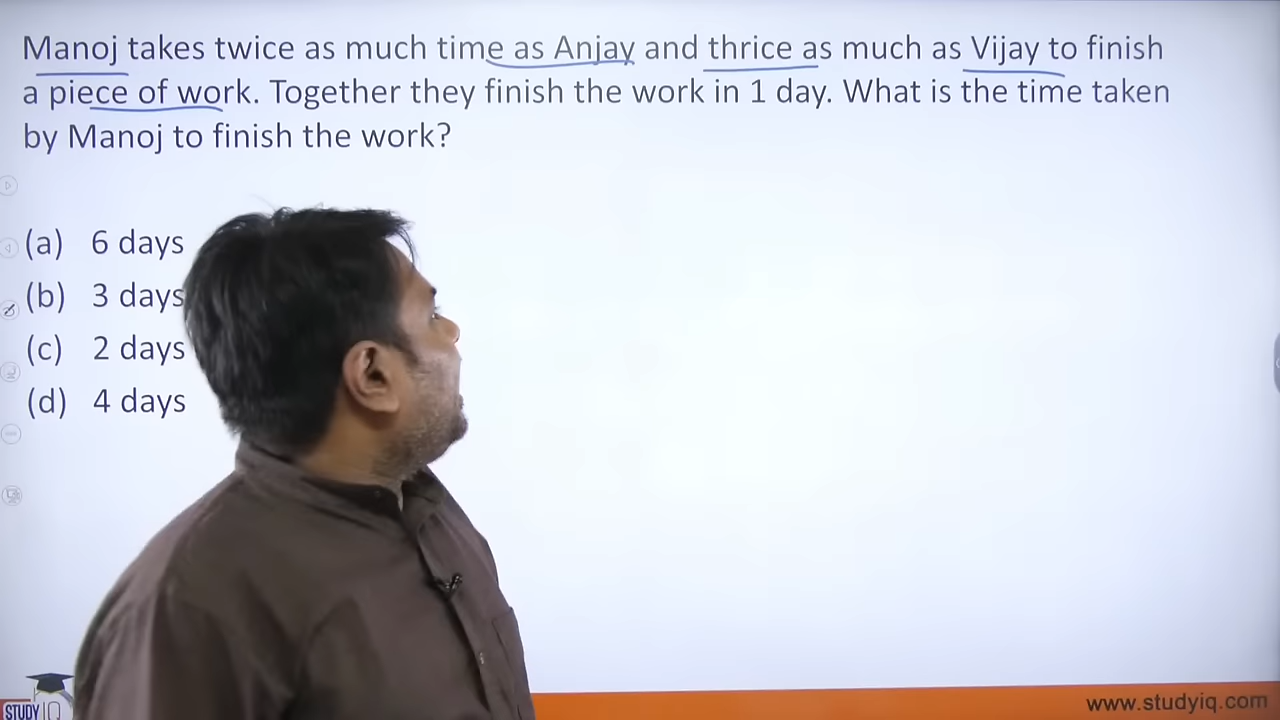 Manoj takes twice as much time as Anjay and thrice as much as Vijay to finish
a piece of work. Together they finish the work in 1 day. What is the time taken
by Manoj to finish the work?
(a) 6 days
(b) 3 days
(c) 2 days
(d) 4 days
STUDY IQ
www.studyiq.com